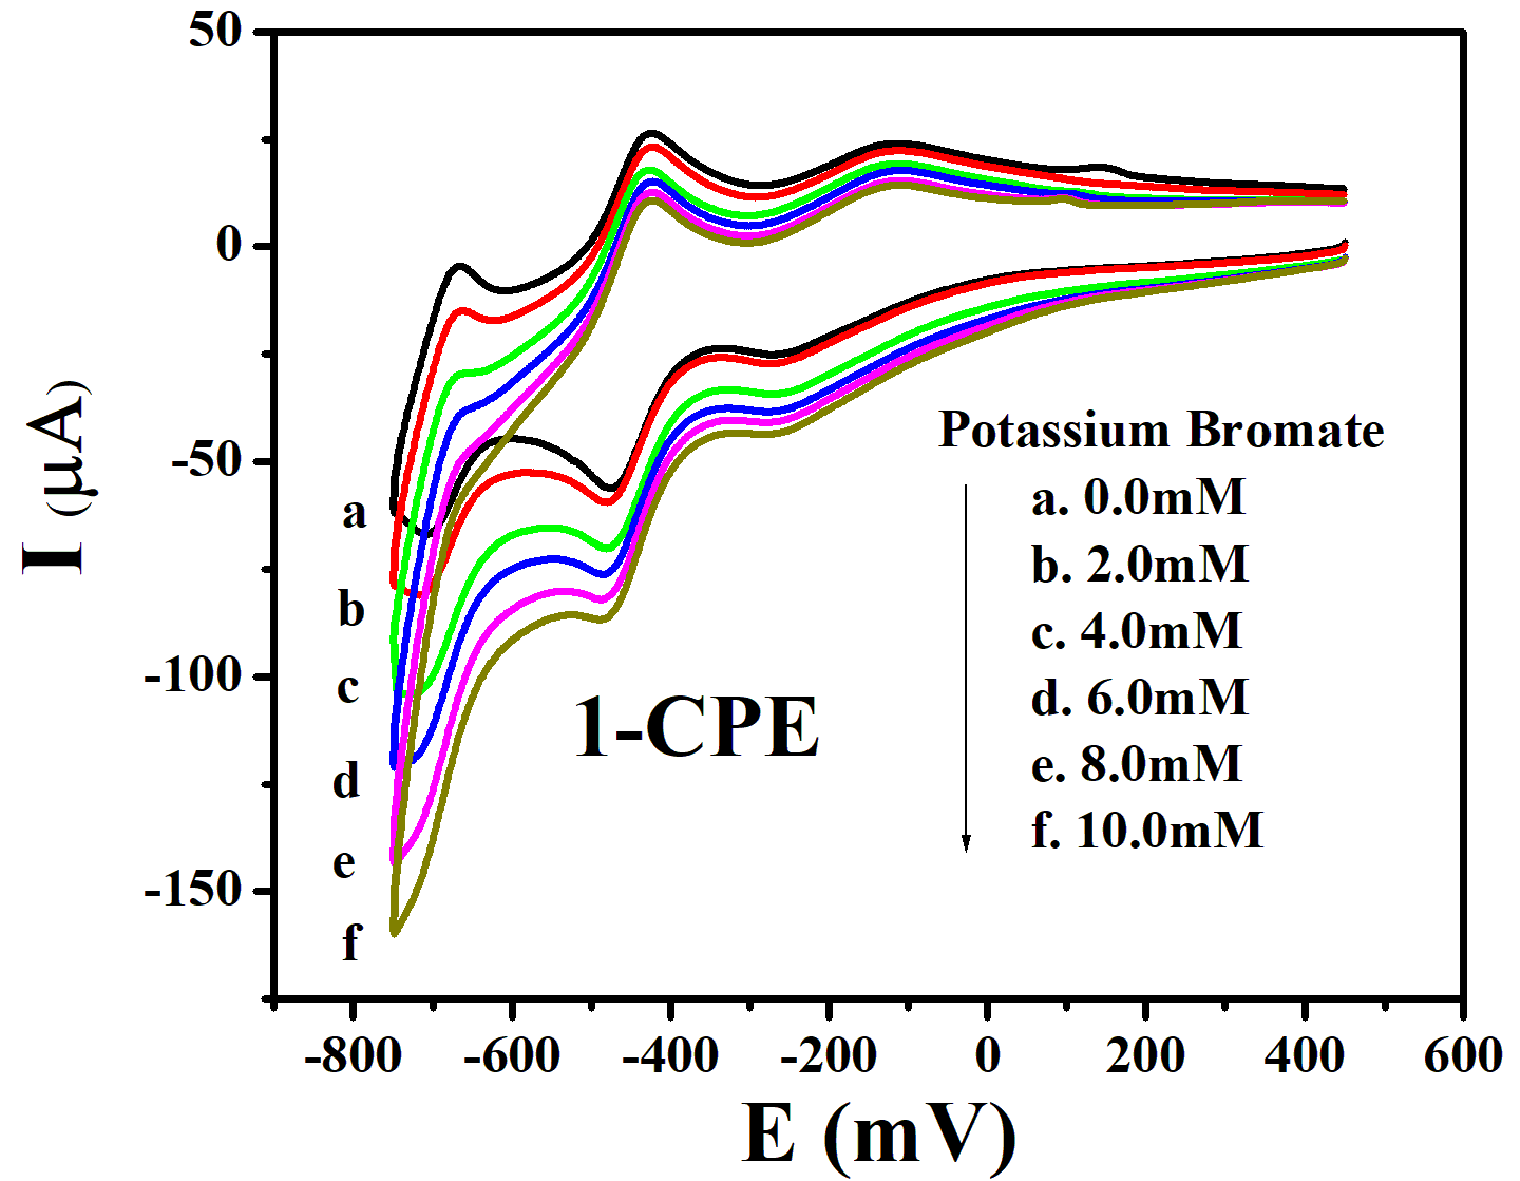 50
0
-50
-100
-150
I (μA)
a
b
c
d
e
f
Potassium Bromate
a. 0.0mM
b. 2.0mM
c. 4.0mM
d. 6.0mM
e. 8.0mM
f. 10.0mM
1-CPE
-800 -600 -400 -200 0 200 400 600
E (mV)